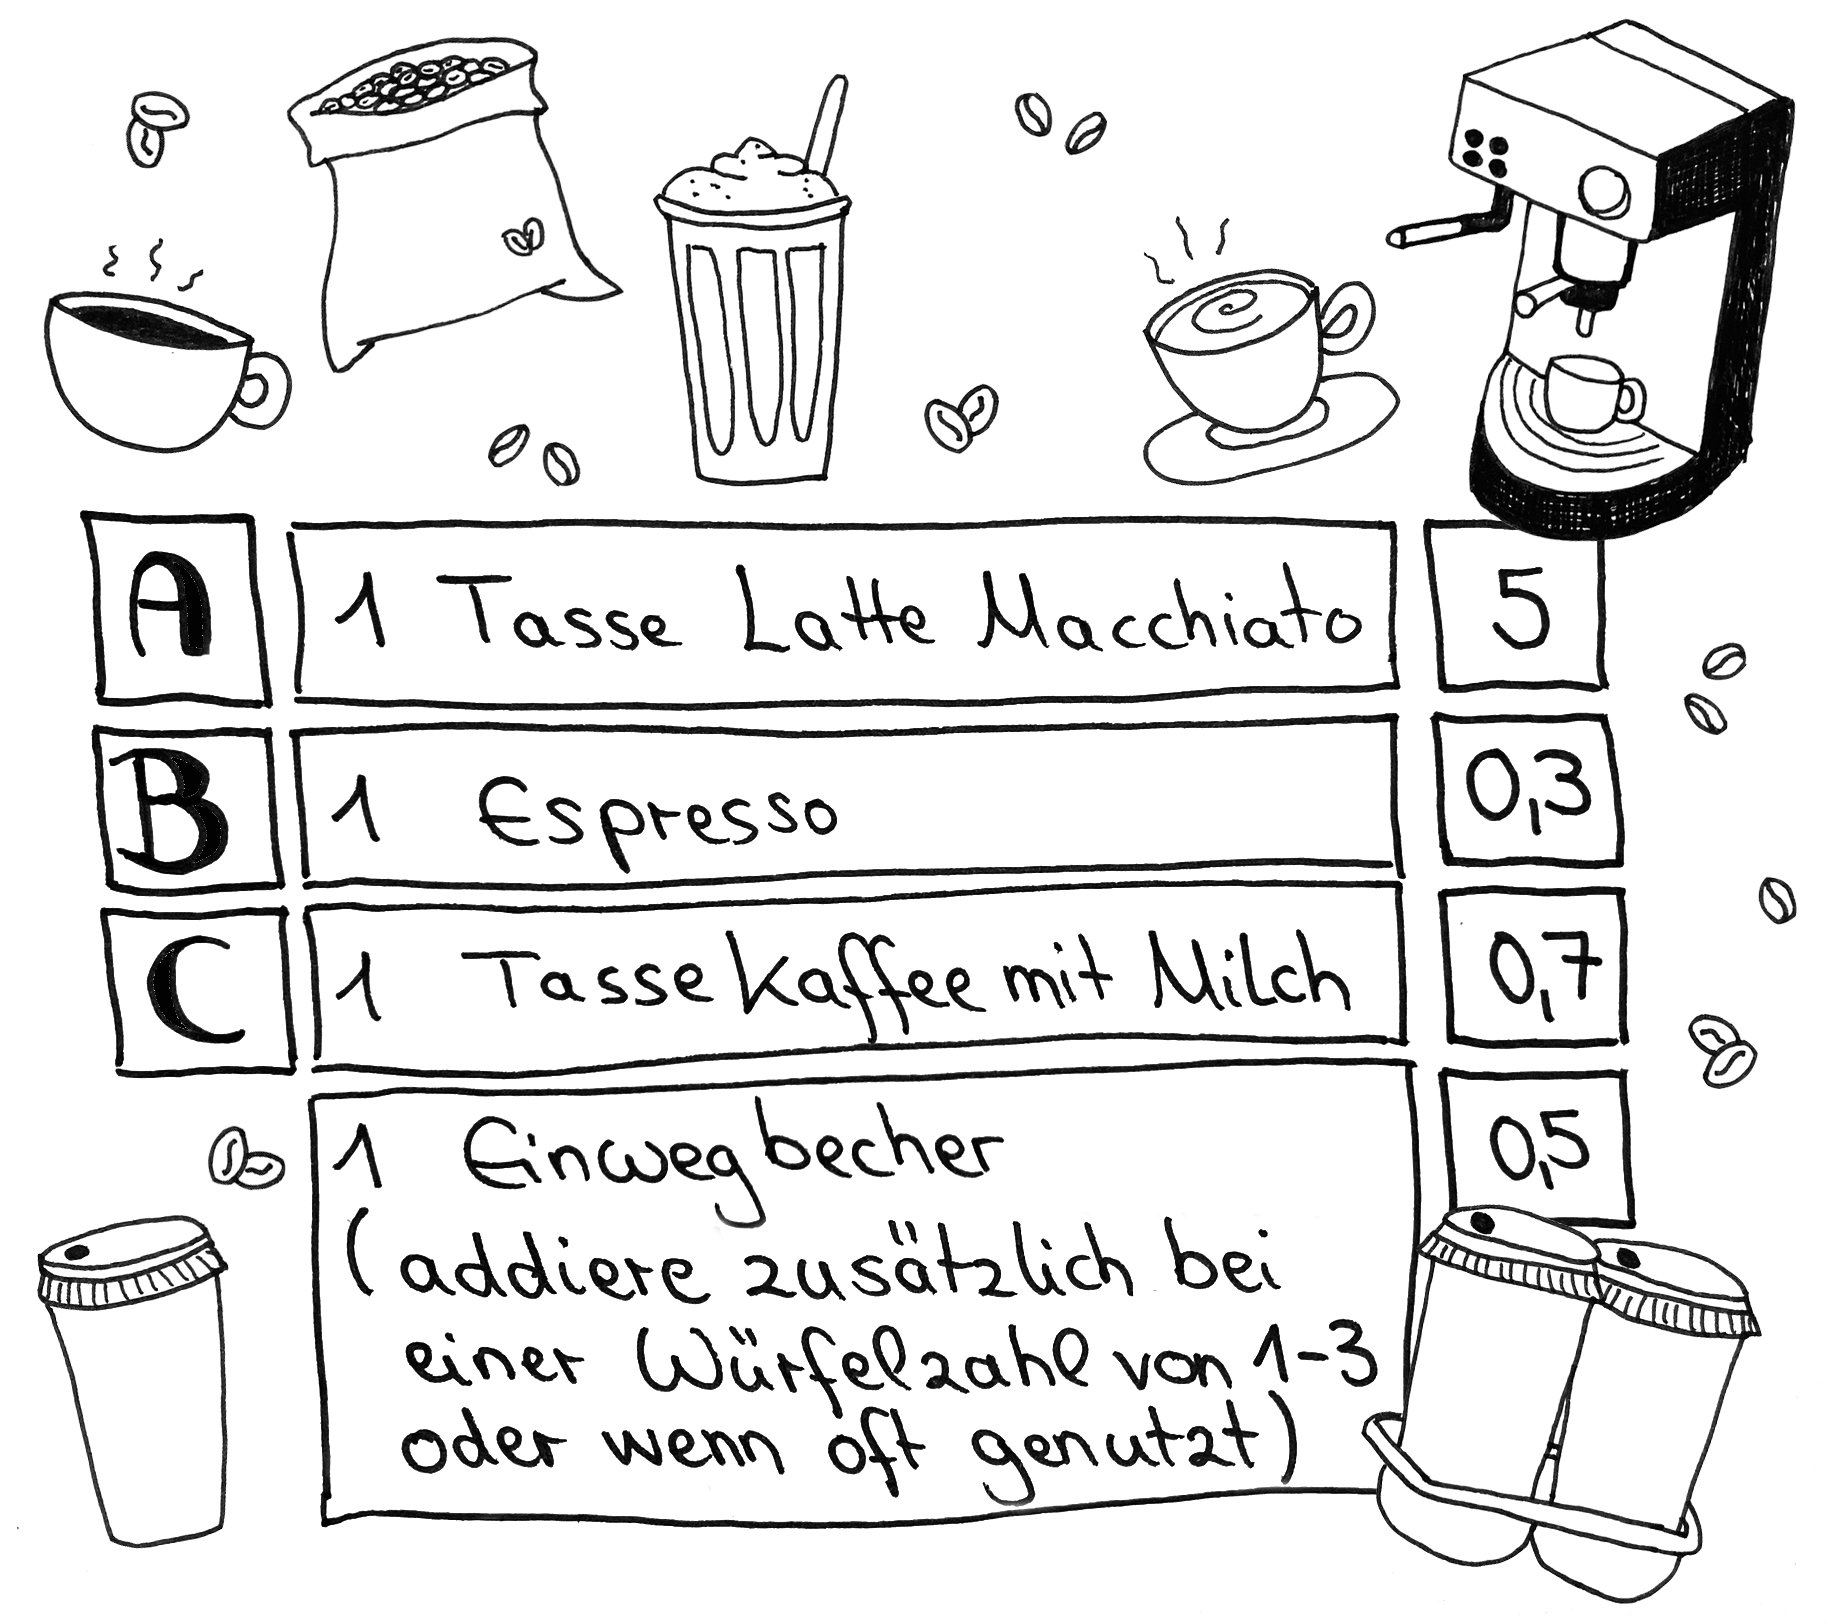 A 1 Tasse Latte Macchiato 5
B 1 Espresso 0,3
C 1 Tasse Kaffee mit Milch 0,7
1 Einwegbecher 0,5
(addiere zusätzlich bei
einer Würfelzahl von 1-3
oder wenn oft genutzt)